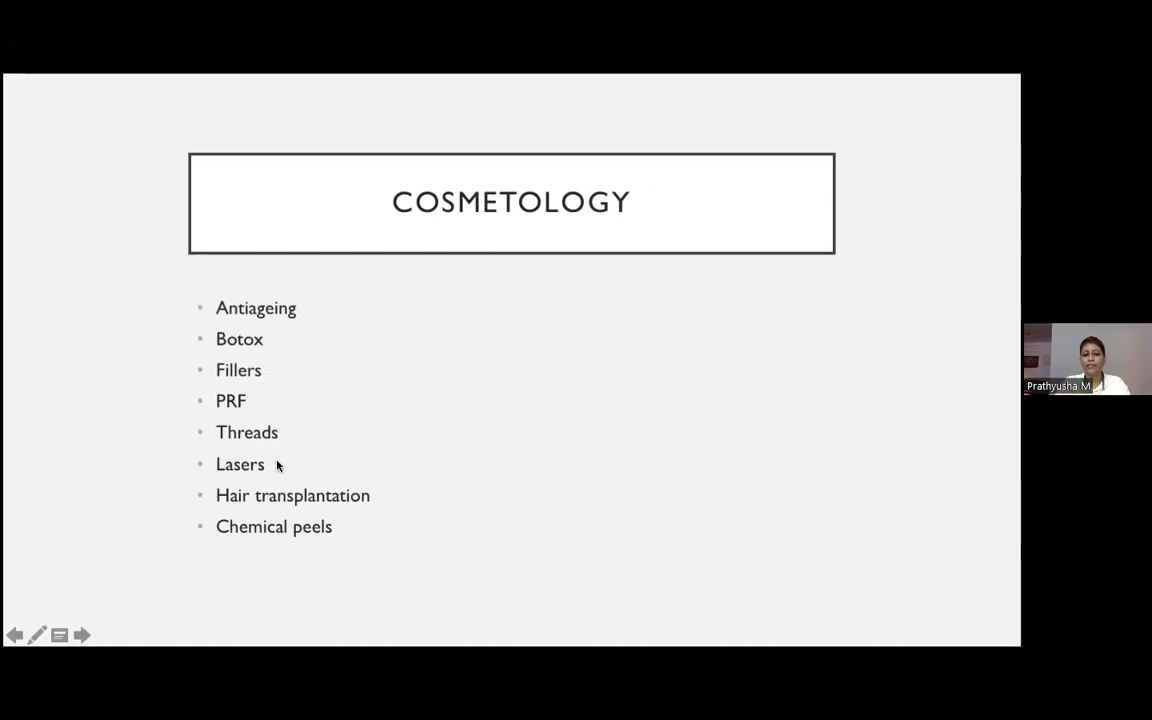 COSMETOLOGY
Antiageing
Botox
Fillers
PRF
Threads
Lasers
Hair transplantation
Chemical peels
Prathyusha M